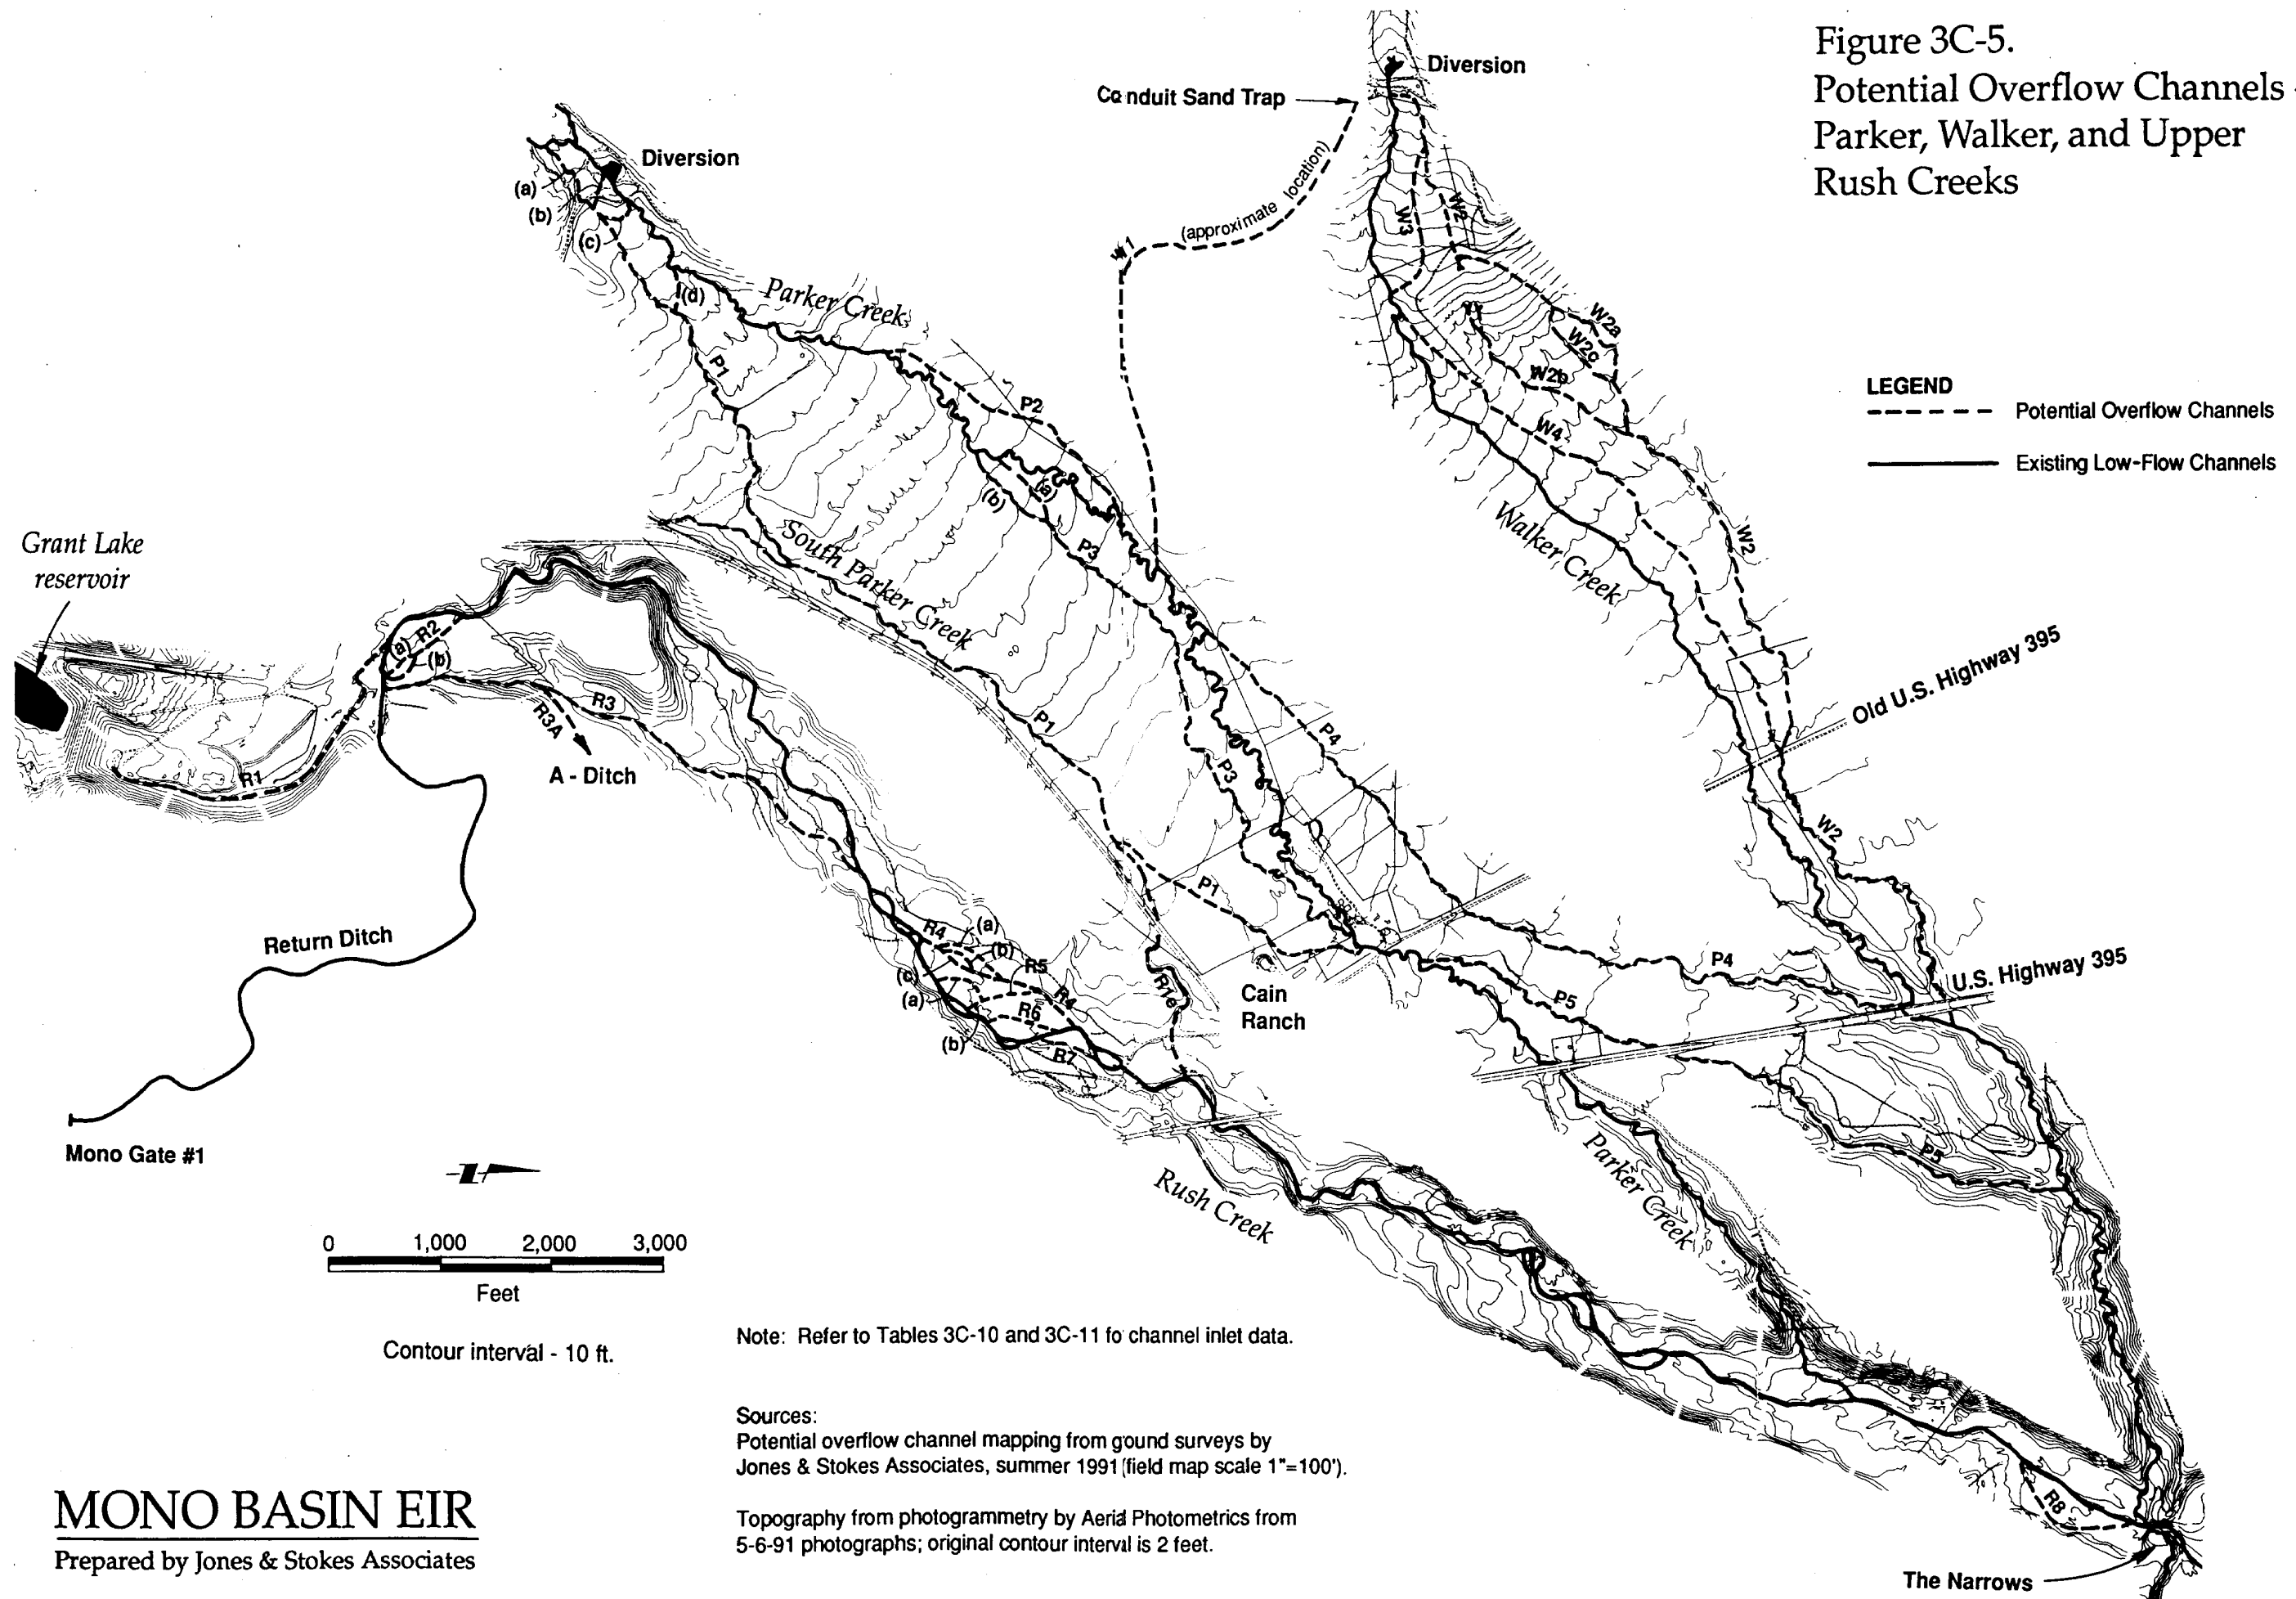 Figure 3C-5.
Potential Overflow Channels -
Parker, Walker, and Upper
Rush Creeks
Diversion
Conduit Sand Trap
Diversion
(a)
(b)
(c)
(d)
(approximate location)
W3
W2
Parker Creek
P1
P2
W2a
W2c
W2b
W4
LEGEND
Potential Overflow Channels
Existing Low-Flow Channels
(a)
(b)
P3
South Parker Creek
Walker Creek
W2
Grant Lake
reservoir
(a)
R2
(b)
R1
R3
R3A
A - Ditch
P1
P3
P4
Old U.S. Highway 395
W2
P1
Return Ditch
R4
(a)
(b)
R5
(c)
(a)
R4
R6
(b)
R7
R1e
Cain
Ranch
P4
P5
U.S. Highway 395
Mono Gate #1
Rush Creek
Parker Creek
P5
0 1,000 2,000 3,000
Feet
Contour interval - 10 ft.
Note: Refer to Tables 3C-10 and 3C-11 fo channel inlet data.
Sources:
Potential overflow channel mapping from ground surveys by
Jones & Stokes Associates, summer 1991 (field map scale 1"=100').
Topography from photogrammetry by Aerial Photometrics from
5-6-91 photographs; original contour interval is 2 feet.
MONO BASIN EIR
Prepared by Jones & Stokes Associates
R8
The Narrows